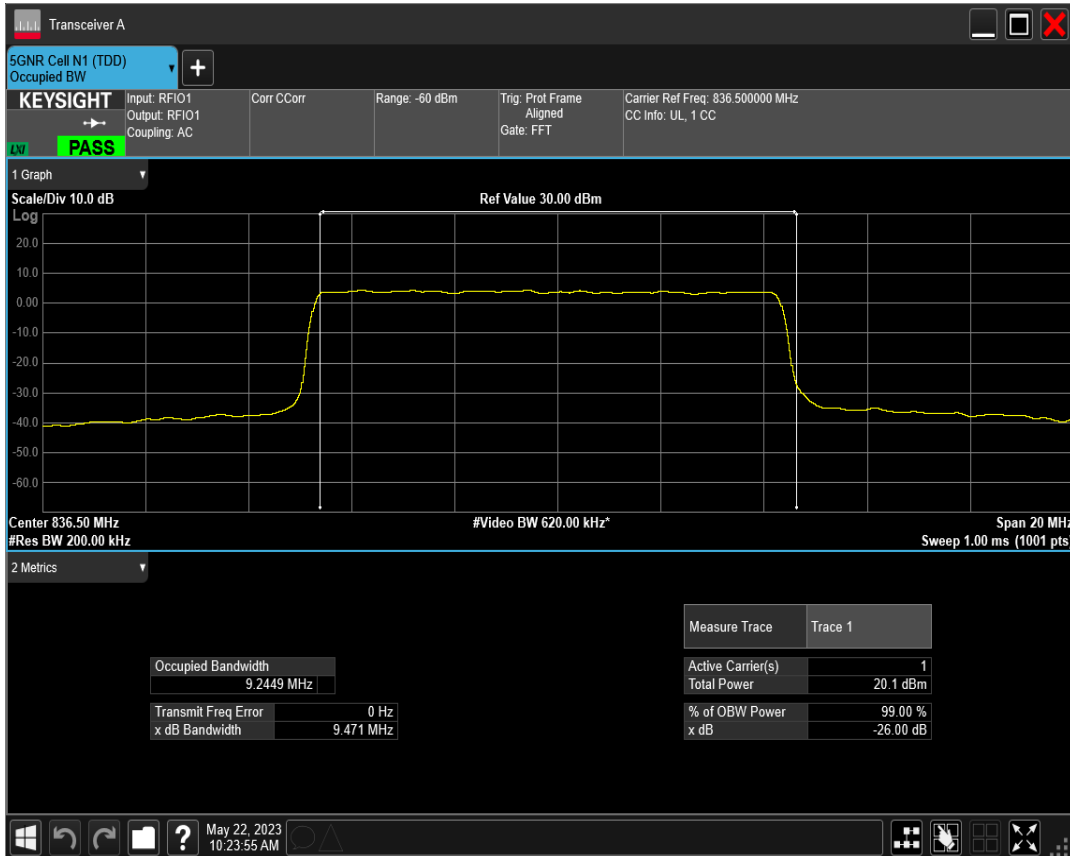 Transceiver A
5GNR Cell N1 (TDD)
Occupied BW
+
KEYSIGHT
LXI
PASS
Input: RFIO1
Output: RFIO1
Coupling: AC
Corr CCorr
Range: -60 dBm
Trig: Prot Frame
Aligned
Gate: FFT
Carrier Ref Freq: 836.500000 MHz
CC Info: UL, 1 CC
1 Graph
Scale/Div 10.0 dB
Ref Value 30.00 dBm
Log
20.0
10.0
0.00
-10.0
-20.0
-30.0
-40.0
-50.0
-60.0
Center 836.50 MHz
#Video BW 620.00 kHz*
Span 20 MHz
#Res BW 200.00 kHz
Sweep 1.00 ms (1001 pts)
2 Metrics
Measure Trace Trace 1
Occupied Bandwidth
9.2449 MHz
Active Carrier(s) 1
Total Power 20.1 dBm
Transmit Freq Error 0 Hz
x dB Bandwidth 9.471 MHz
% of OBW Power 99.00 %
x dB -26.00 dB
?
May 22, 2023
10:23:55 AM